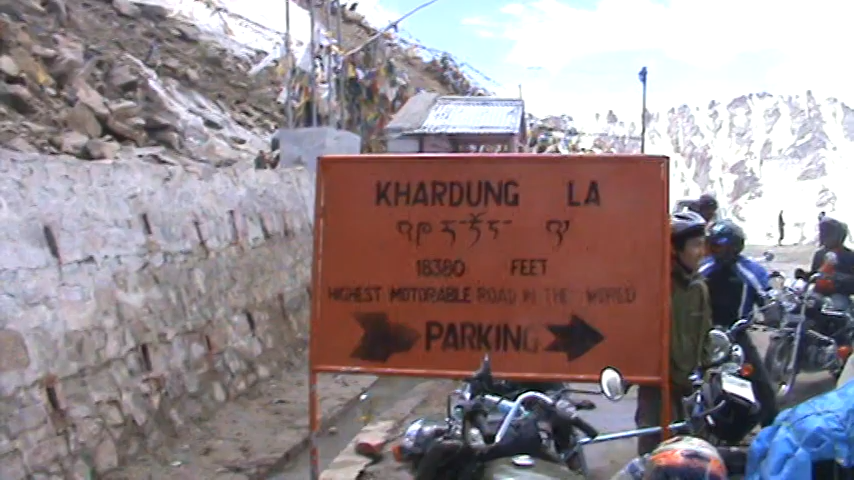 KHARDUNG LA
18380 FEET
HIGHEST MOTORABLE ROAD IN THE WORLD
PARKING